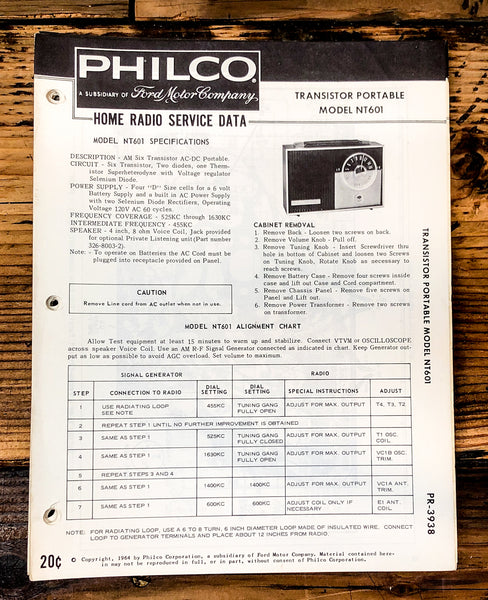 PHILCO®
A SUBSIDIARY OF Ford Motor Company,
HOME RADIO SERVICE DATA
TRANSISTOR PORTABLE
MODEL NT601
MODEL NT601 SPECIFICATIONS
DESCRIPTION - AM Six Transistor AC-DC Portable.
CIRCUIT - Six Transistor, Two diodes, one Therm-
istor Superheterodyne with Voltage regulator
Selenium Diode.
POWER SUPPLY - Four "D" Size cells for a 6 volt
Battery Supply and a built in AC Power Supply
with two Selenium Diode Rectifiers, Operating
Voltage 120V AC 60 cycles.
FREQUENCY COVERAGE - 525KC through 1630KC
INTERMEDIATE FREQUENCY - 455KC
SPEAKER - 4 inch, 8 ohm Voice Coil, Jack provided
for optional Private Listening unit (Part number
326-8003-2).
Note: - To operate on Batteries the AC Cord must be
plugged into receptacle provided on Panel.
CAUTION
Remove Line cord from AC outlet when not in use.
CABINET REMOVAL
1. Remove Back - Loosen two screws on back.
2. Remove Volume Knob - Pull off.
3. Remove Tuning Knob - Insert Screwdriver thru
hole in bottom of Cabinet and loosen two Screws
on Tuning Knob, Rotate Knob as necessary to
reach screws.
4. Remove Battery Case - Remove four screws inside
case and lift out Case and Cord compartment.
5. Remove Chassis Panel - Remove five screws on
Panel and Lift out.
6. Remove Power Transformer - Remove two screws
on transformer.
TRANSISTOR PORTABLE MODEL NT601
MODEL NT601 ALIGNMENT CHART
Allow Test equipment at least 15 minutes to warm up and stabilize. Connect VTVM or OSCILLOSCOPE
across speaker Voice Coil. Use an AM R-F Signal Generator connected as indicated in chart. Keep Generator out-
put as low as possible to avoid AGC overload. Set volume to maximum.
SIGNAL GENERATOR RADIO
STEP CONNECTION TO RADIO DIAL SETTING DIAL SETTING SPECIAL INSTRUCTIONS ADJUST
1 USE RADIATING LOOP SEE NOTE 455KC TUNING GANG FULLY OPEN ADJUST FOR MAX. OUTPUT T4, T3, T2
2 REPEAT STEP 1 UNTIL NO FURTHER IMPROVEMENT IS OBTAINED
3 SAME AS STEP 1 525KC TUNING GANG FULLY CLOSED ADJUST FOR MAX. OUTPUT T1 OSC. COIL
4 SAME AS STEP 1 1630KC TUNING GANG FULLY OPEN ADJUST FOR MAX. OUTPUT VC1B OSC. TRIM.
5 REPEAT STEPS 3 AND 4
6 SAME AS STEP 1 1400KC 1400KC ADJUST FOR MAX. OUTPUT VC1A ANT. TRIM.
7 SAME AS STEP 1 600KC 600KC ADJUST COIL ONLY IF NECESSARY E1 ANT. COIL
NOTE: FOR RADIATING LOOP, USE A 6 TO 8 TURN, 6 INCH DIAMETER LOOP MADE OF INSULATED WIRE. CONNECT
LOOP TO GENERATOR TERMINALS AND PLACE ABOUT 12 INCHES FROM RADIO.
PR-3938
20¢
© Copyright, 1964 by Philco Corporation, a subsidiary of Ford Motor Company. Material contained here-
in may not be reproduced in full, or in part, without consent of Philco Corporation.